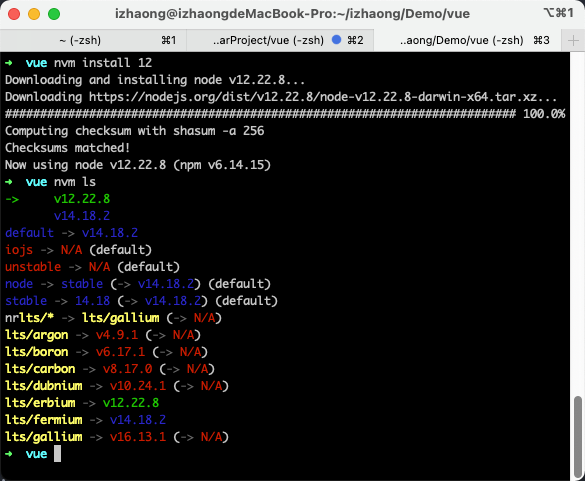 izhaong@izhaongdeMacBook-Pro:~/izhaong/Demo/vue
⌥⌘1
~ (-zsh) ⌘1
..arProject/vue (-zsh) ⌘2
..aong/Demo/vue (-zsh) ⌘3
➜ vue nvm install 12
Downloading and installing node v12.22.8...
Downloading https://nodejs.org/dist/v12.22.8/node-v12.22.8-darwin-x64.tar.xz...
######################################################################### 100.0%
Computing checksum with shasum -a 256
Checksums matched!
Now using node v12.22.8 (npm v6.14.15)
➜ vue nvm ls
-> v12.22.8
v14.18.2
default -> v14.18.2
iojs -> N/A (default)
unstable -> N/A (default)
node -> stable (-> v14.18.2) (default)
stable -> 14.18 (-> v14.18.2) (default)
nrlts/* -> lts/gallium (-> N/A)
lts/argon -> v4.9.1 (-> N/A)
lts/boron -> v6.17.1 (-> N/A)
lts/carbon -> v8.17.0 (-> N/A)
lts/dubnium -> v10.24.1 (-> N/A)
lts/erbium -> v12.22.8
lts/fermium -> v14.18.2
lts/gallium -> v16.13.1 (-> N/A)
➜ vue